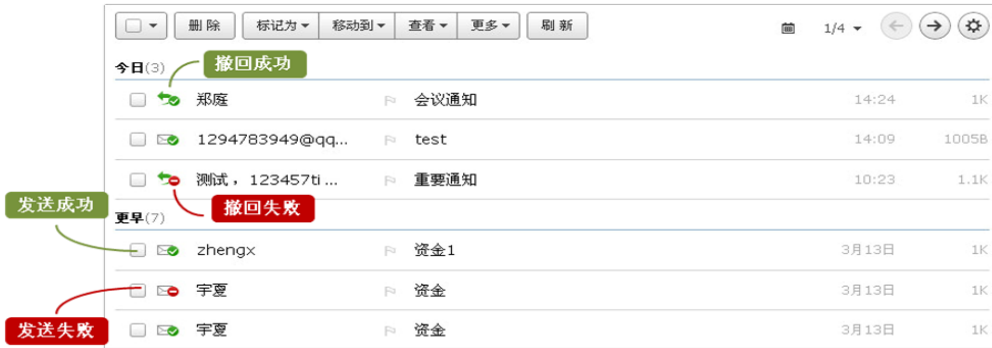 删 除 标记为 移动到 查看 更多 刷 新 1/4
今日(3) 撤回成功
郑庭 会议通知 14:24 1K
1294783949@qq... test 14:09 1005B
测试，123457ti ... 重要通知 10:23 1.1K
发送成功 撤回失败
更早(7)
zhengx 资金1 3月13日 1K
宇夏 资金 3月13日 1K
发送失败 宇夏 资金 3月13日 1K